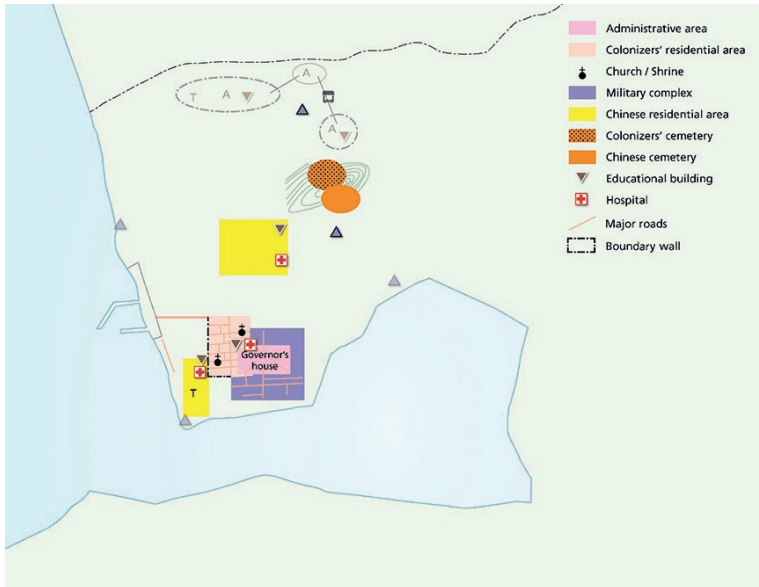 Administrative area
Colonizers' residential area
Church / Shrine
Military complex
Chinese residential area
Colonizers' cemetery
Chinese cemetery
Educational building
Hospital
Major roads
Boundary wall
A
T A
A
Governor's
house
T